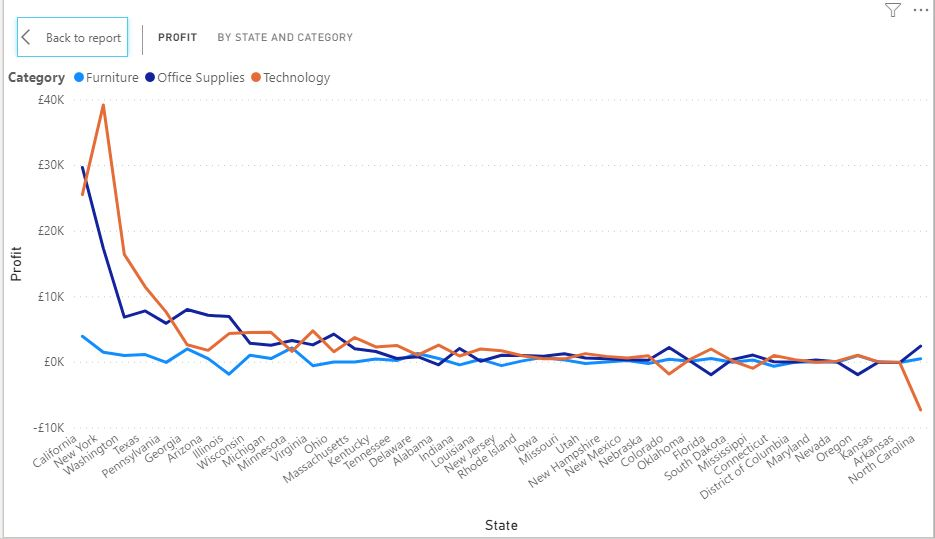 Back to report
PROFIT
BY STATE AND CATEGORY
Category Furniture Office Supplies Technology
£40K
£30K
£20K
£10K
£0K
-£10K
Profit
California
New York
Washington
Texas
Pennsylvania
Georgia
Arizona
Illinois
Wisconsin
Michigan
Minnesota
Virginia
Ohio
Massachusetts
Kentucky
Tennessee
Delaware
Alabama
Indiana
Louisiana
New Jersey
Rhode Island
Iowa
Missouri
Utah
New Hampshire
New Mexico
Nebraska
Colorado
Oklahoma
Florida
South Dakota
Mississippi
Connecticut
District of Columbia
Maryland
Nevada
Oregon
Kansas
Arkansas
North Carolina
State